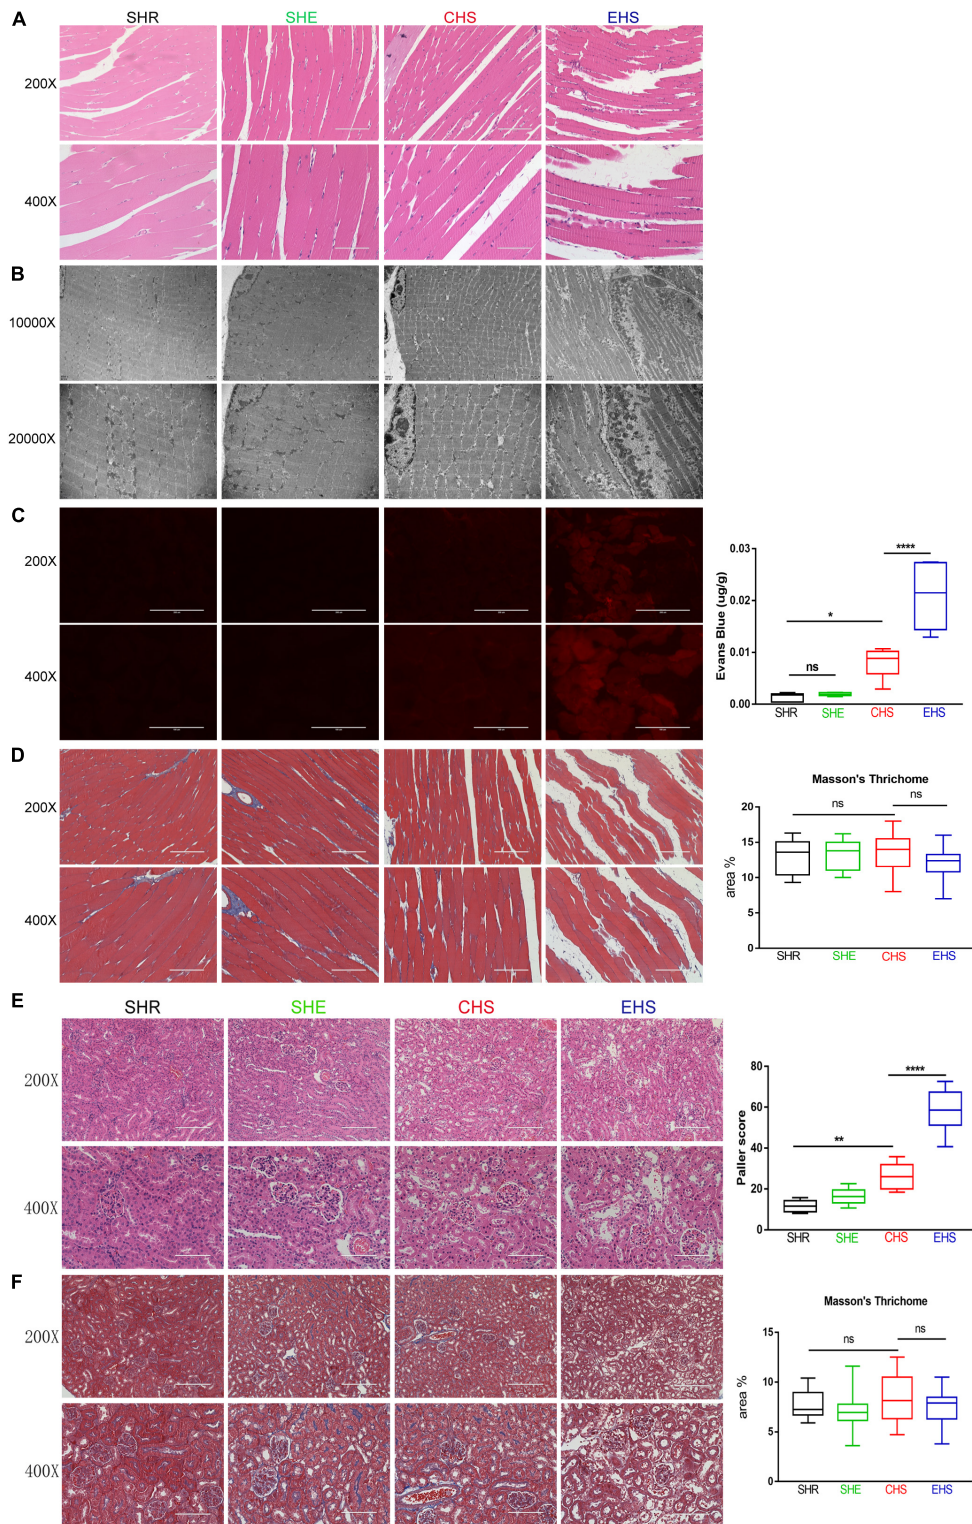 A
SHR SHE CHS EHS
200X
400X
B
10000X
20000X
C
200X
400X
Evans Blue (ug/g)
0.03
0.02
0.01
0.00
ns
*
****
SHR SHE CHS EHS
D
200X
400X
Masson's Thrichome
area %
20
15
10
5
0
ns
ns
SHR SHE CHS EHS
E
SHR SHE CHS EHS
200X
400X
Paller score
80
60
40
20
0
**
****
SHR SHE CHS EHS
F
200X
400X
Masson's Thrichome
area %
15
10
5
0
ns
ns
SHR SHE CHS EHS